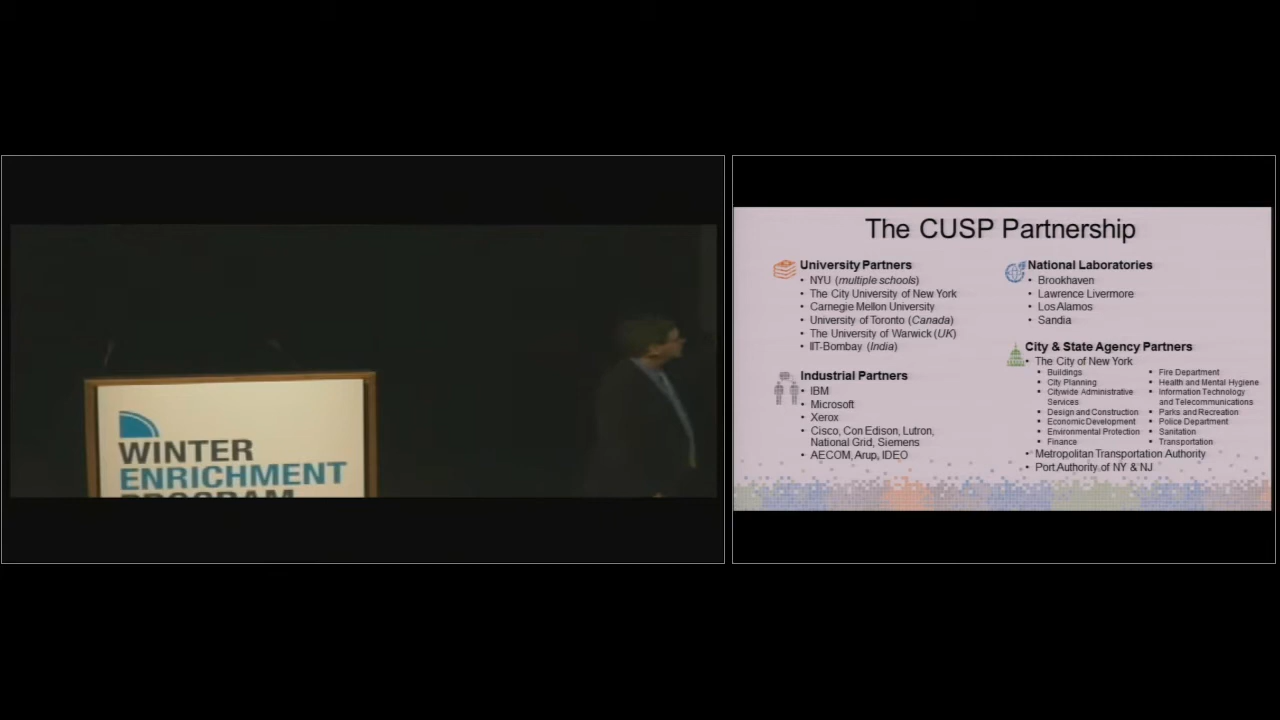 WINTER
ENRICHMENT
PROGRAM
The CUSP Partnership
University Partners
• NYU (multiple schools)
• The City University of New York
• Carnegie Mellon University
• University of Toronto (Canada)
• The University of Warwick (UK)
• IIT-Bombay (India)
Industrial Partners
• IBM
• Microsoft
• Xerox
• Cisco, Con Edison, Lutron,
National Grid, Siemens
• AECOM, Arup, IDEO
National Laboratories
• Brookhaven
• Lawrence Livermore
• Los Alamos
• Sandia
City & State Agency Partners
• The City of New York
• Buildings
• City Planning
• Citywide Administrative
Services
• Design and Construction
• Economic Development
• Environmental Protection
• Finance
• Fire Department
• Health and Mental Hygiene
• Information Technology
and Telecommunications
• Parks and Recreation
• Police Department
• Sanitation
• Transportation
• Metropolitan Transportation Authority
• Port Authority of NY & NJ